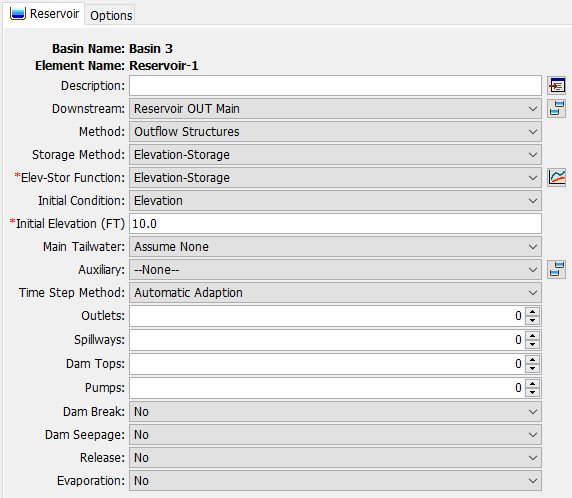 Reservoir Options
Basin Name: Basin 3
Element Name: Reservoir-1
Description:
Downstream: Reservoir OUT Main
Method: Outflow Structures
Storage Method: Elevation-Storage
*Elev-Stor Function: Elevation-Storage
Initial Condition: Elevation
*Initial Elevation (FT) 10.0
Main Tailwater: Assume None
Auxiliary: --None--
Time Step Method: Automatic Adaption
Outlets: 0
Spillways: 0
Dam Tops: 0
Pumps: 0
Dam Break: No
Dam Seepage: No
Release: No
Evaporation: No